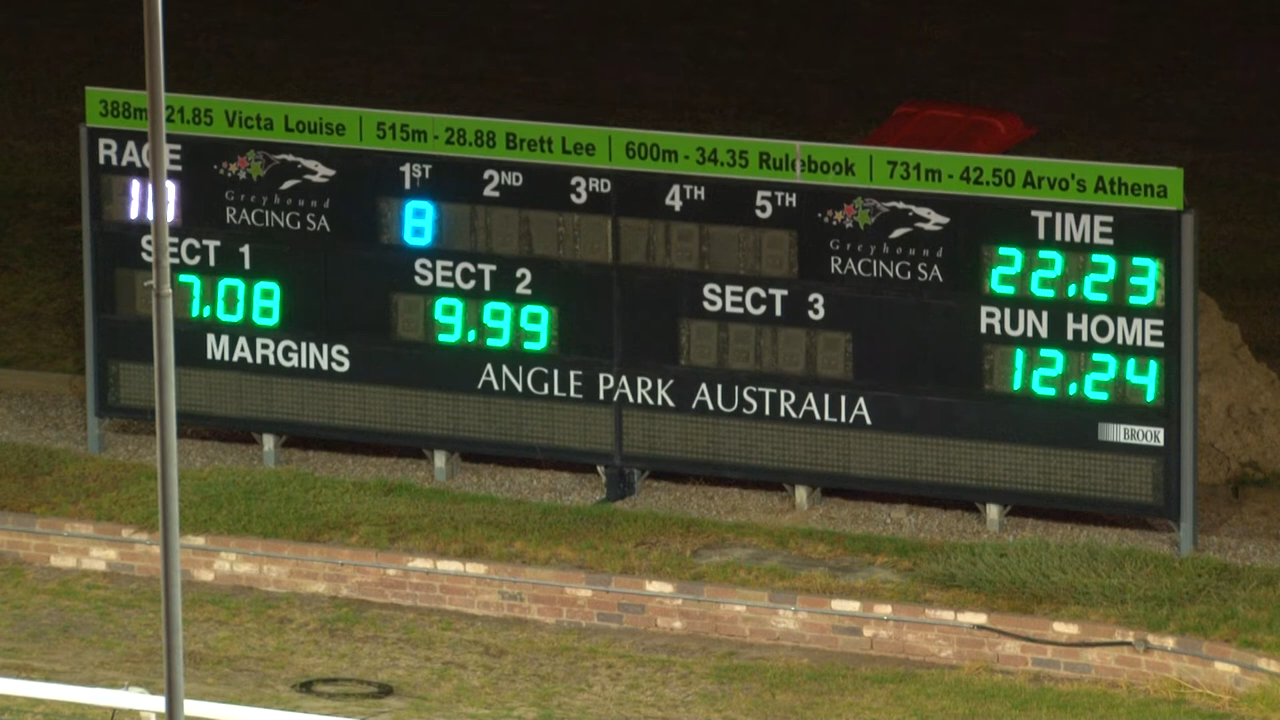 388m 21.85 Victa Louise | 515m - 28.88 Brett Lee | 600m - 34.35 Rulebook | 731m - 42.50 Arvo's Athena
RACE
Greyhound
RACING SA
1ST 2ND 3RD 4TH 5TH
8
Greyhound
RACING SA
TIME
22.23
SECT 1
7.08
SECT 2
9.99
SECT 3
RUN HOME
12.24
MARGINS
ANGLE PARK AUSTRALIA
BROOK